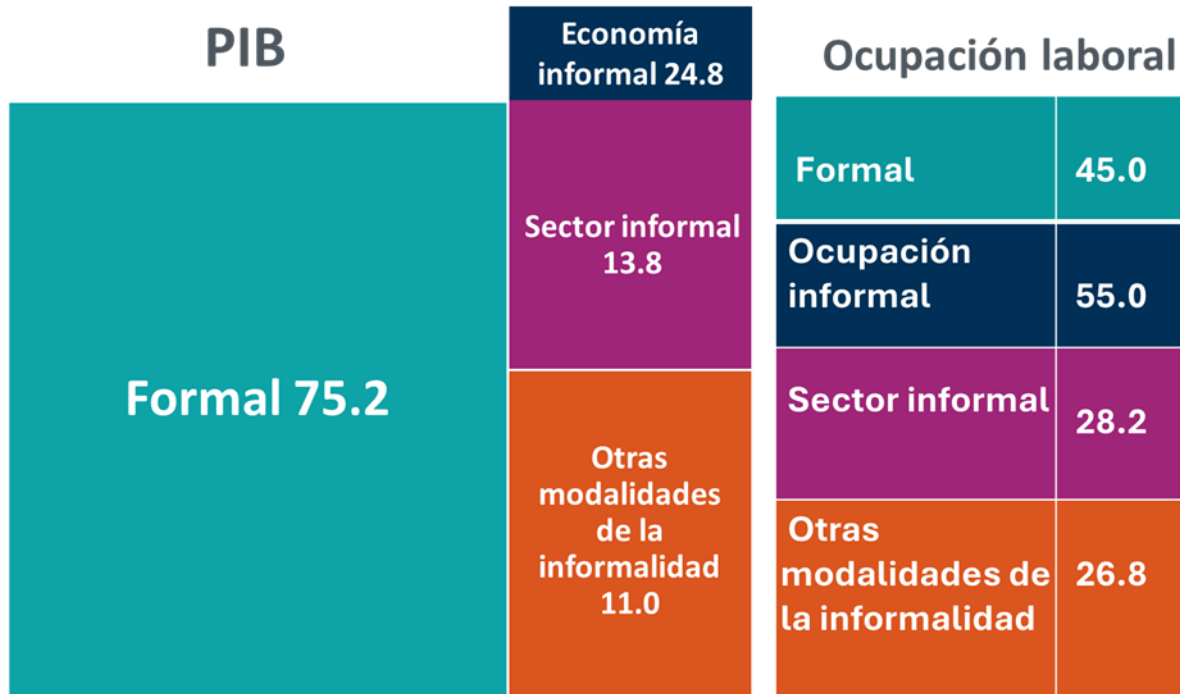 PIB
Economía
informal 24.8
Formal 75.2
Sector informal
13.8
Otras
modalidades
de la
informalidad
11.0
Ocupación laboral
Formal 45.0
Ocupación
informal 55.0
Sector informal 28.2
Otras
modalidades de
la informalidad 26.8